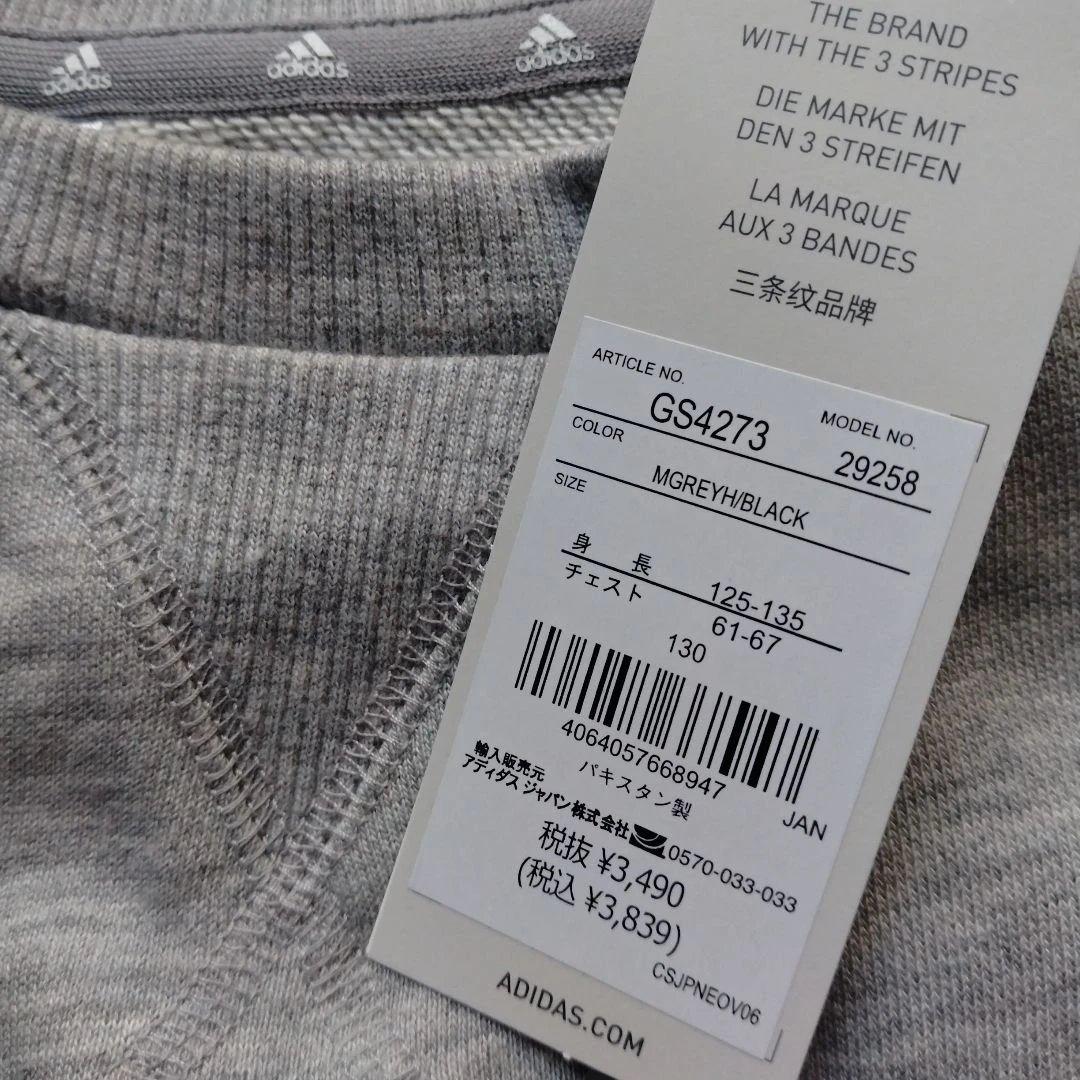 adidas
adidas
adidas
THE BRAND
WITH THE 3 STRIPES
DIE MARKE MIT
DEN 3 STREIFEN
LA MARQUE
AUX 3 BANDES
三条纹品牌
ARTICLE NO.
GS4273
MODEL NO.
29258
COLOR
MGREYH/BLACK
SIZE
身 長 125-135
チェスト 61-67
130
4064057668947
パキスタン製
JAN
輸入販売元
アディダス ジャパン株式会社 0570-033-033
税抜 ¥3,490
(税込 ¥3,839)
CSJPNEOV06
ADIDAS.COM